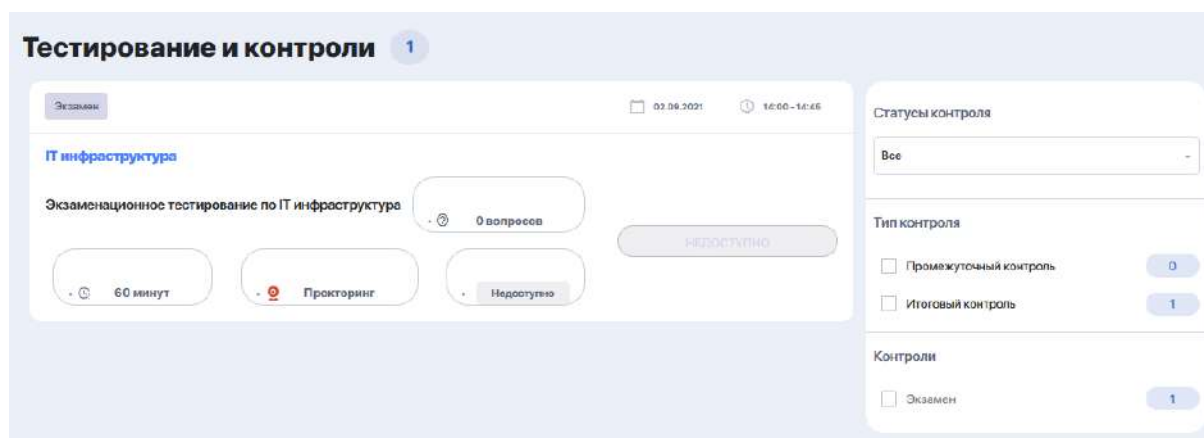 Тестирование и контроли 1
Экзамен
02.09.2021 14:00-14:45
IT инфраструктура
Экзаменационное тестирование по IT инфраструктура
0 вопросов
НЕДОСТУПНО
60 минут
Прокторинг
Недоступно
Статусы контроля
Все
Тип контроля
Промежуточный контроль 0
Итоговый контроль 1
Контроли
Экзамен 1